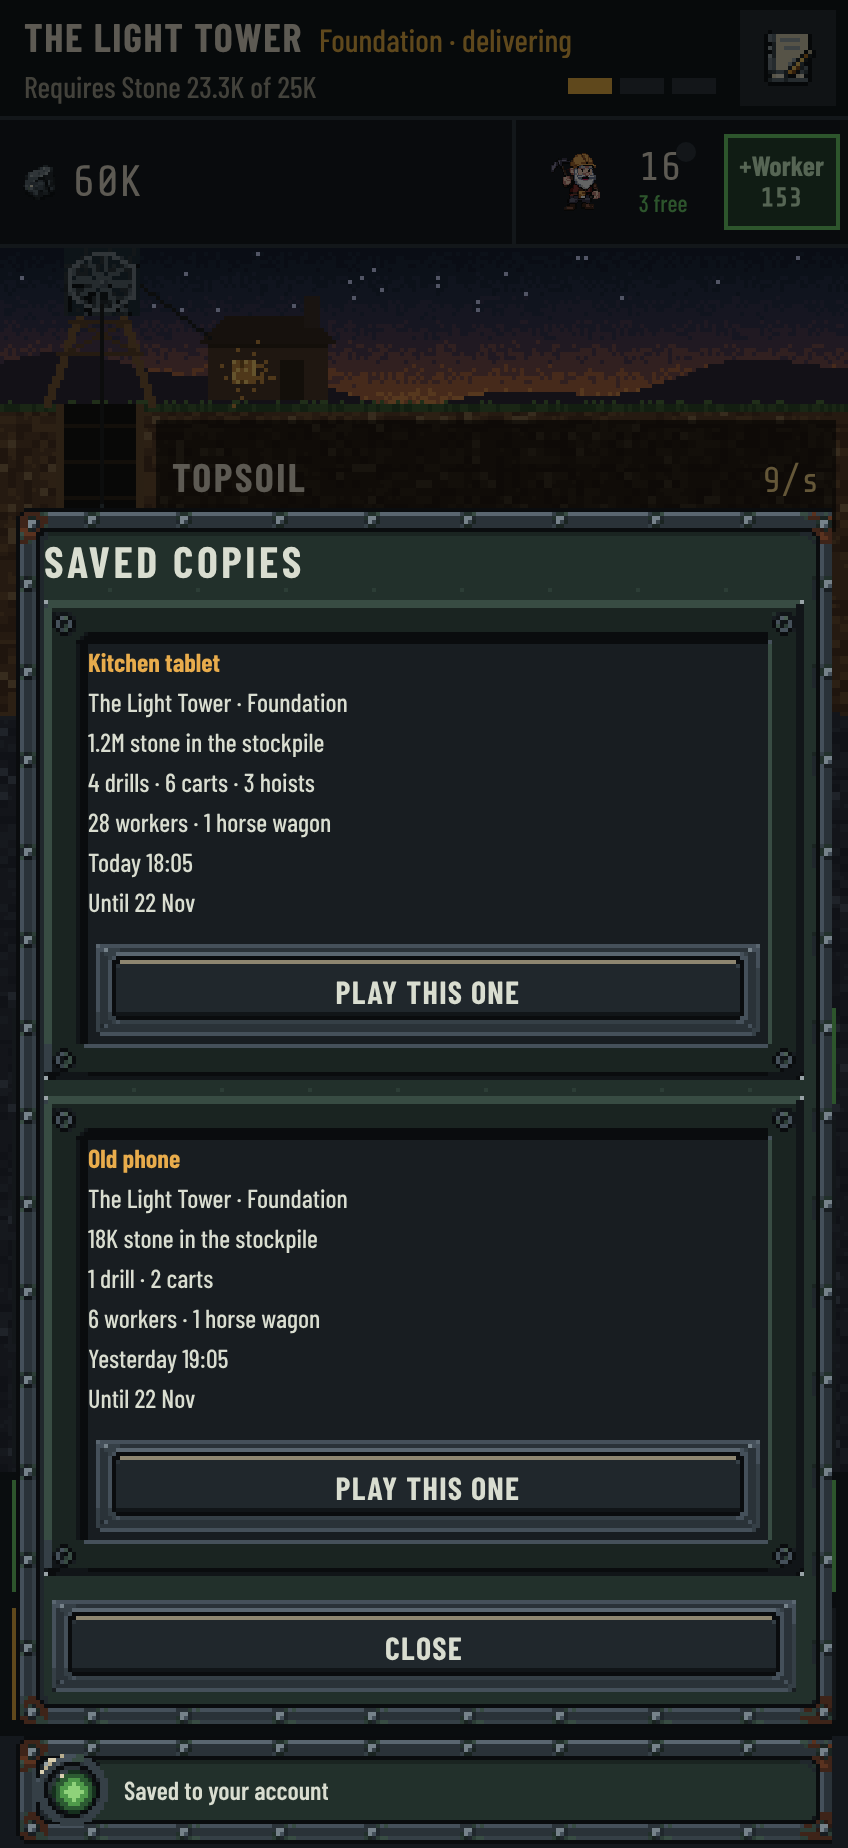 THE LIGHT TOWER Foundation · delivering
Requires Stone 23.3K of 25K
60K
16
3 free
+Worker
153
TOPSOIL
9/s
SAVED COPIES
Kitchen tablet
The Light Tower · Foundation
1.2M stone in the stockpile
4 drills · 6 carts · 3 hoists
28 workers · 1 horse wagon
Today 18:05
Until 22 Nov
PLAY THIS ONE
Old phone
The Light Tower · Foundation
18K stone in the stockpile
1 drill · 2 carts
6 workers · 1 horse wagon
Yesterday 19:05
Until 22 Nov
PLAY THIS ONE
CLOSE
Saved to your account